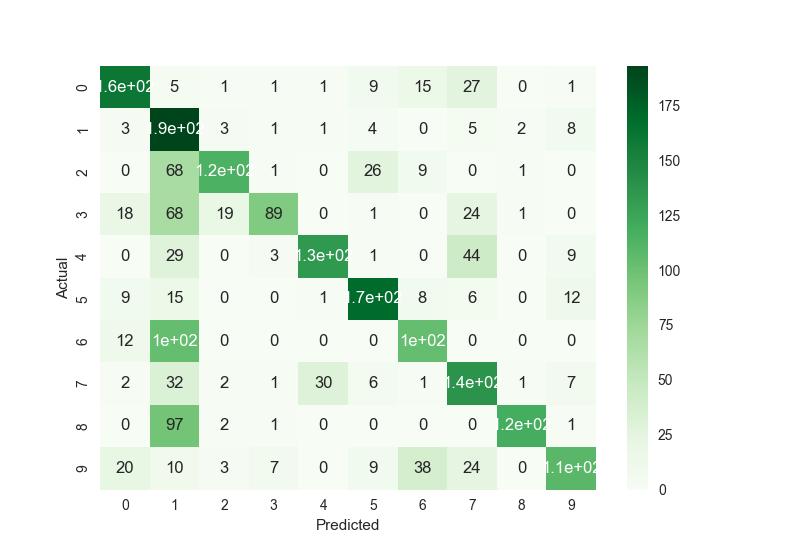 0 1.6e+02 5 1 1 1 9 15 27 0 1
1 3 1.9e+02 3 1 1 4 0 5 2 8
2 0 68 1.2e+02 1 0 26 9 0 1 0
3 18 68 19 89 0 1 0 24 1 0
4 0 29 0 3 1.3e+02 1 0 44 0 9
5 9 15 0 0 1 1.7e+02 8 6 0 12
6 12 1e+02 0 0 0 0 1e+02 0 0 0
7 2 32 2 1 30 6 1 1.4e+02 1 7
8 0 97 2 1 0 0 0 0 1.2e+02 1
9 20 10 3 7 0 9 38 24 0 1.1e+02
0 1 2 3 4 5 6 7 8 9
Predicted
Actual
175
150
125
100
75
50
25
0